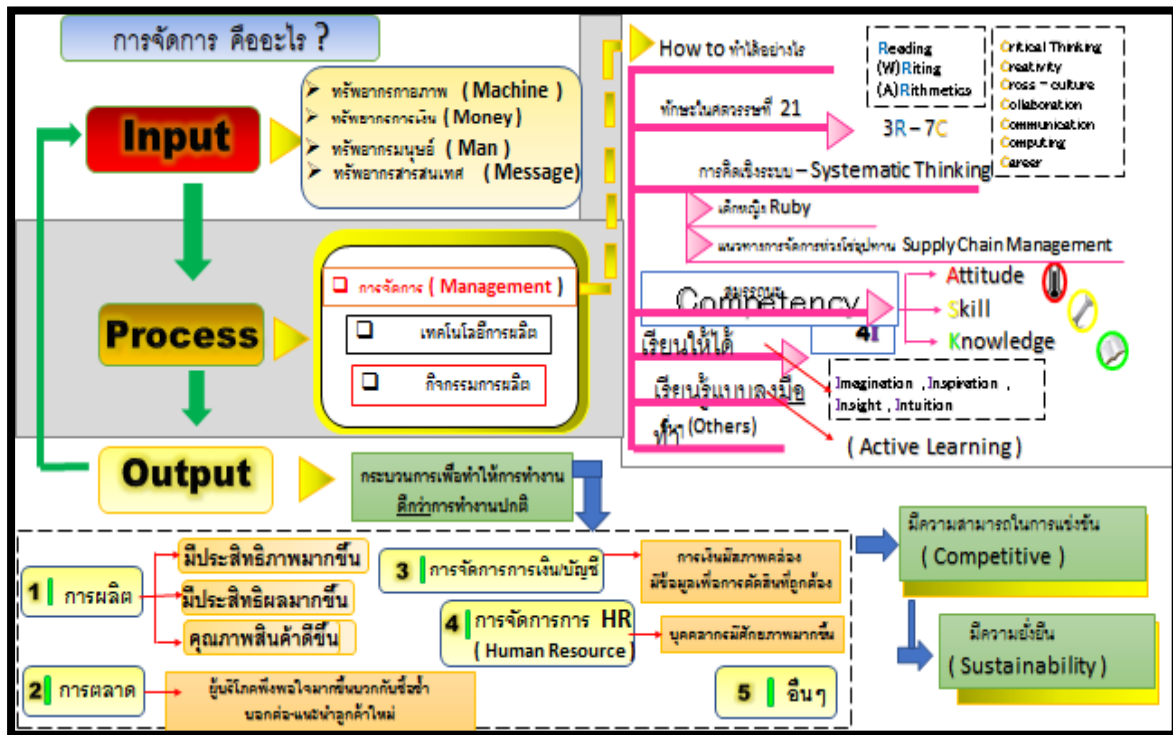 การจัดการ คืออะไร ?
Input
ทรัพยากรกายภาพ ( Machine )
ทรัพยากรการเงิน ( Money)
ทรัพยากรมนุษย์ ( Man )
ทรัพยากรสารสนเทศ ( Message)
Process
การจัดการ ( Management )
เทคโนโลยีการผลิต
กิจกรรมการผลิต
Output
กระบวนการเพื่อทำให้การทำงาน
ดีกว่าการทำงานปกติ
How to ทำได้อย่างไร
ทักษะในศตวรรษที่ 21
3R – 7C
Reading
(W)Riting
(A)Rithmetics
Critical Thinking
Creativity
Cross – culture
Collaboration
Communication
Computing
Career
การคิดเชิงระบบ – Systematic Thinking
เด็กหญิง Ruby
แนวทางการจัดการห่วงโซ่อุปทาน Supply Chain Management
สมรรถนะ
Competency
Attitude
Skill
Knowledge
เรียนให้ได้
4I
Imagination , Inspiration ,
Insight , Intuition
เรียนรู้แบบลงมือ
ทำ
(Others)
( Active Learning )
1 การผลิต
มีประสิทธิภาพมากขึ้น
มีประสิทธิผลมากขึ้น
คุณภาพสินค้าดีขึ้น
2 การตลาด
ผู้บริโภคพึงพอใจมากขึ้นบวกกับซื้อซ้ำ
บอกต่อ-แนะนำลูกค้าใหม่
3 การจัดการการเงิน/บัญชี
การเงินมีสภาพคล่อง
มีข้อมูลเพื่อการตัดสินที่ถูกต้อง
4 การจัดการการ HR
( Human Resource )
บุคคลากรมีศักยภาพมากขึ้น
5 อื่นๆ
มีความสามารถในการแข่งขัน
( Competitive )
มีความยั่งยืน
( Sustainability )